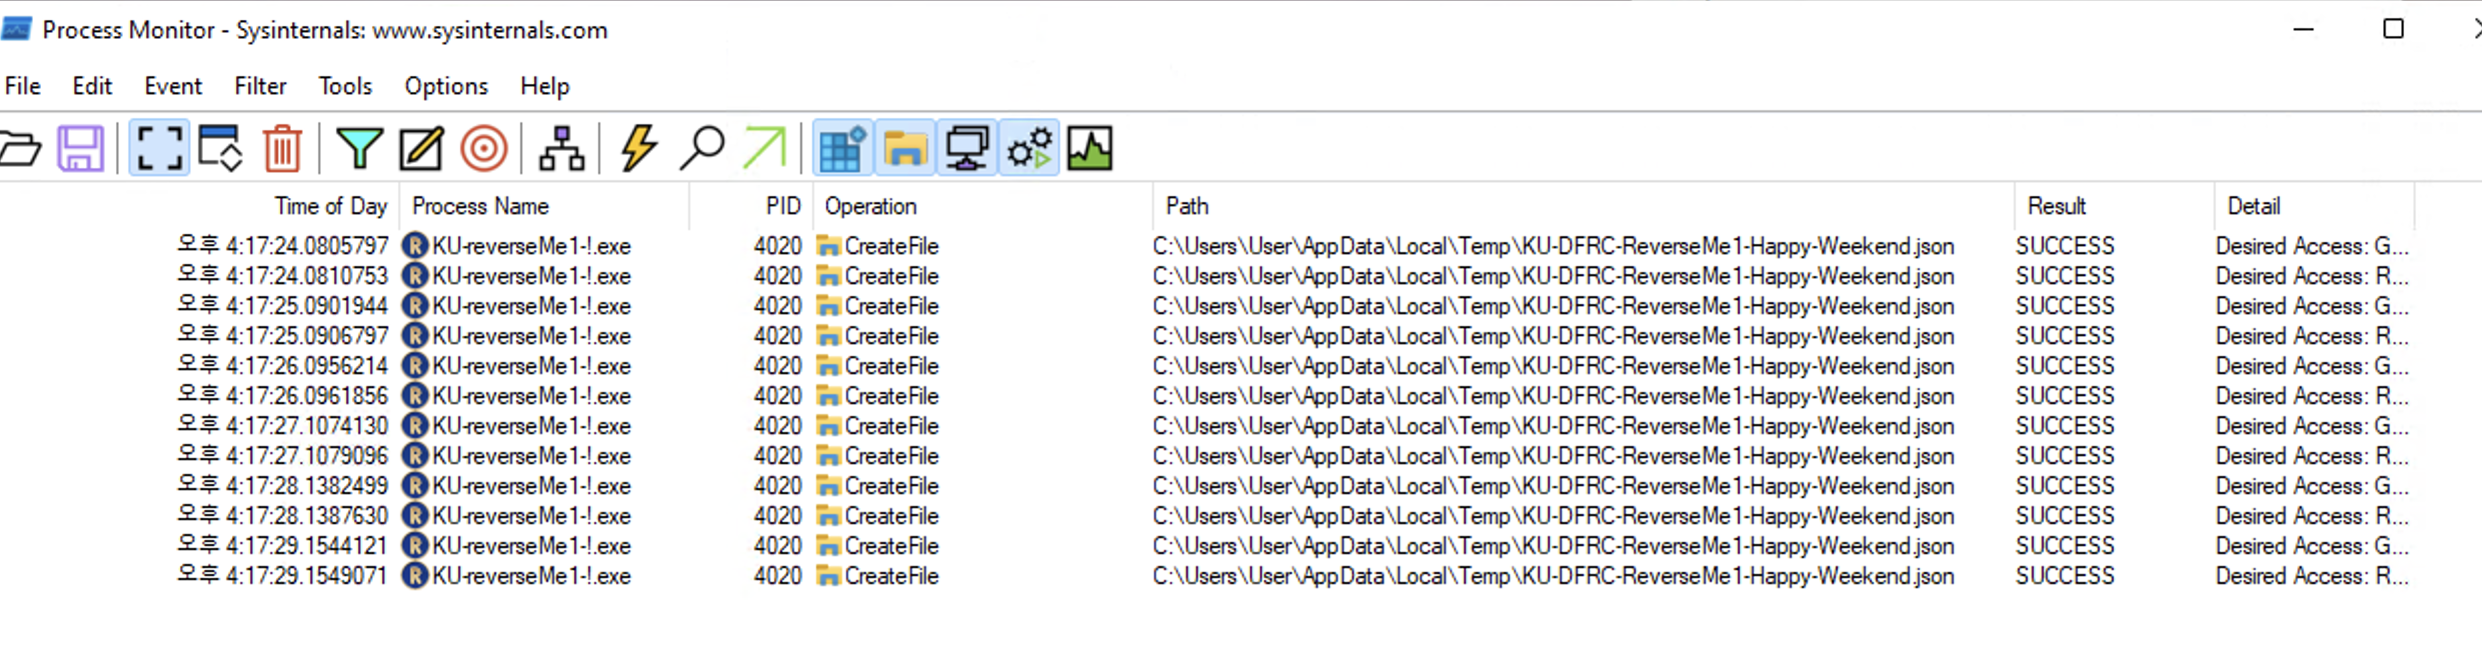 Process Monitor - Sysinternals: www.sysinternals.com
File Edit Event Filter Tools Options Help
Time of Day Process Name PID Operation Path Result Detail
오후 4:17:24.0805797 KU-reverseMe1-!.exe 4020 CreateFile C:\Users\User\AppData\Local\Temp\KU-DFRC-ReverseMe1-Happy-Weekend.json SUCCESS Desired Access: G...
오후 4:17:24.0810753 KU-reverseMe1-!.exe 4020 CreateFile C:\Users\User\AppData\Local\Temp\KU-DFRC-ReverseMe1-Happy-Weekend.json SUCCESS Desired Access: R...
오후 4:17:25.0901944 KU-reverseMe1-!.exe 4020 CreateFile C:\Users\User\AppData\Local\Temp\KU-DFRC-ReverseMe1-Happy-Weekend.json SUCCESS Desired Access: G...
오후 4:17:25.0906797 KU-reverseMe1-!.exe 4020 CreateFile C:\Users\User\AppData\Local\Temp\KU-DFRC-ReverseMe1-Happy-Weekend.json SUCCESS Desired Access: R...
오후 4:17:26.0956214 KU-reverseMe1-!.exe 4020 CreateFile C:\Users\User\AppData\Local\Temp\KU-DFRC-ReverseMe1-Happy-Weekend.json SUCCESS Desired Access: G...
오후 4:17:26.0961856 KU-reverseMe1-!.exe 4020 CreateFile C:\Users\User\AppData\Local\Temp\KU-DFRC-ReverseMe1-Happy-Weekend.json SUCCESS Desired Access: R...
오후 4:17:27.1074130 KU-reverseMe1-!.exe 4020 CreateFile C:\Users\User\AppData\Local\Temp\KU-DFRC-ReverseMe1-Happy-Weekend.json SUCCESS Desired Access: G...
오후 4:17:27.1079096 KU-reverseMe1-!.exe 4020 CreateFile C:\Users\User\AppData\Local\Temp\KU-DFRC-ReverseMe1-Happy-Weekend.json SUCCESS Desired Access: R...
오후 4:17:28.1382499 KU-reverseMe1-!.exe 4020 CreateFile C:\Users\User\AppData\Local\Temp\KU-DFRC-ReverseMe1-Happy-Weekend.json SUCCESS Desired Access: G...
오후 4:17:28.1387630 KU-reverseMe1-!.exe 4020 CreateFile C:\Users\User\AppData\Local\Temp\KU-DFRC-ReverseMe1-Happy-Weekend.json SUCCESS Desired Access: R...
오후 4:17:29.1544121 KU-reverseMe1-!.exe 4020 CreateFile C:\Users\User\AppData\Local\Temp\KU-DFRC-ReverseMe1-Happy-Weekend.json SUCCESS Desired Access: G...
오후 4:17:29.1549071 KU-reverseMe1-!.exe 4020 CreateFile C:\Users\User\AppData\Local\Temp\KU-DFRC-ReverseMe1-Happy-Weekend.json SUCCESS Desired Access: R...